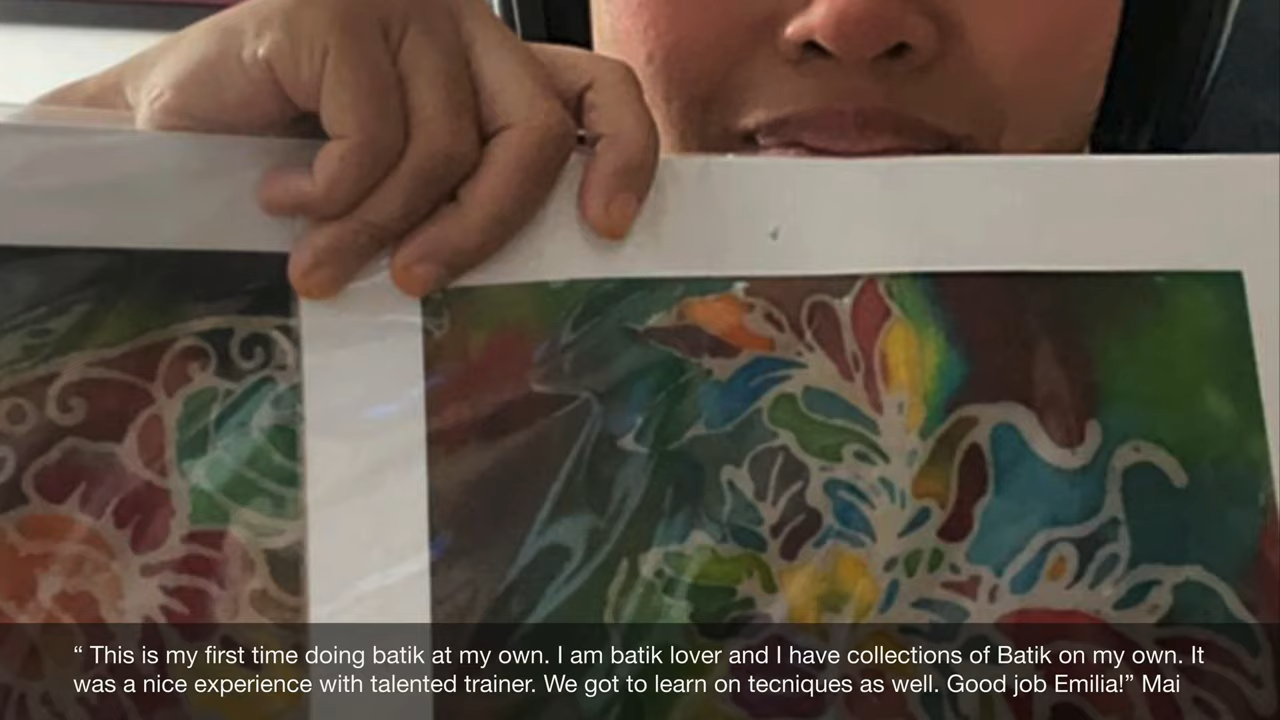 “ This is my first time doing batik at my own. I am batik lover and I have collections of Batik on my own. It
was a nice experience with talented trainer. We got to learn on tecniques as well. Good job Emilia!” Mai